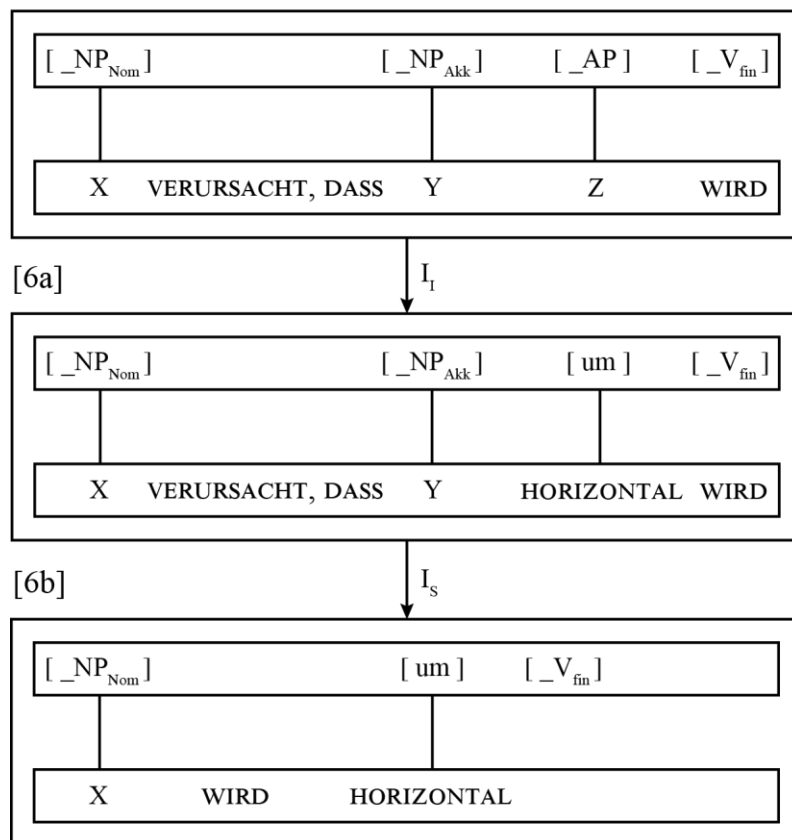 [ _NP_Nom ] [ _NP_Akk ] [ _AP ] [ _V_fin ]
X VERURSACHT, DASS Y Z WIRD
[6a] I_I
[ _NP_Nom ] [ _NP_Akk ] [ um ] [ _V_fin ]
X VERURSACHT, DASS Y HORIZONTAL WIRD
[6b] I_S
[ _NP_Nom ] [ um ] [ _V_fin ]
X WIRD HORIZONTAL